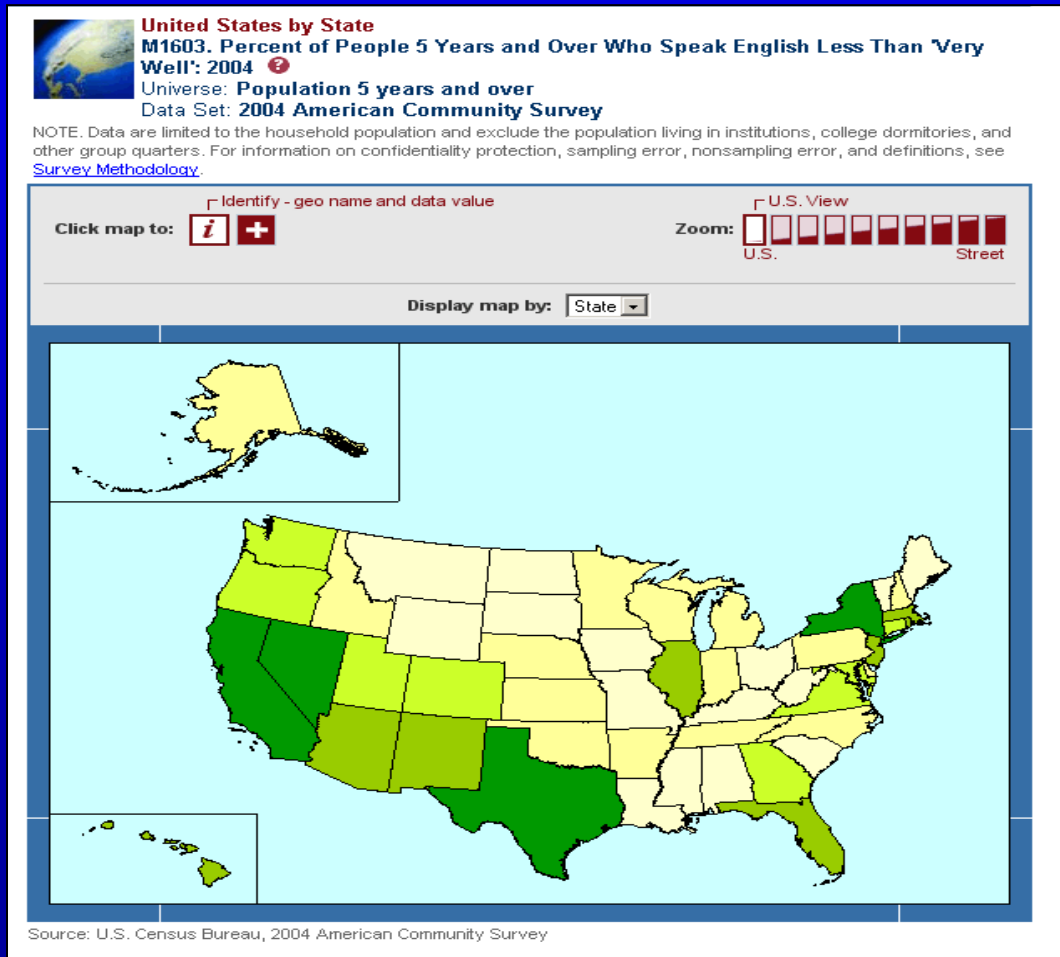 United States by State
M1603. Percent of People 5 Years and Over Who Speak English Less Than 'Very
Well': 2004 ?
Universe: Population 5 years and over
Data Set: 2004 American Community Survey
NOTE. Data are limited to the household population and exclude the population living in institutions, college dormitories, and
other group quarters. For information on confidentiality protection, sampling error, nonsampling error, and definitions, see
Survey Methodology.
Identify - geo name and data value
U.S. View
Click map to: i +
Zoom:
U.S. Street
Display map by: State
Source: U.S. Census Bureau, 2004 American Community Survey